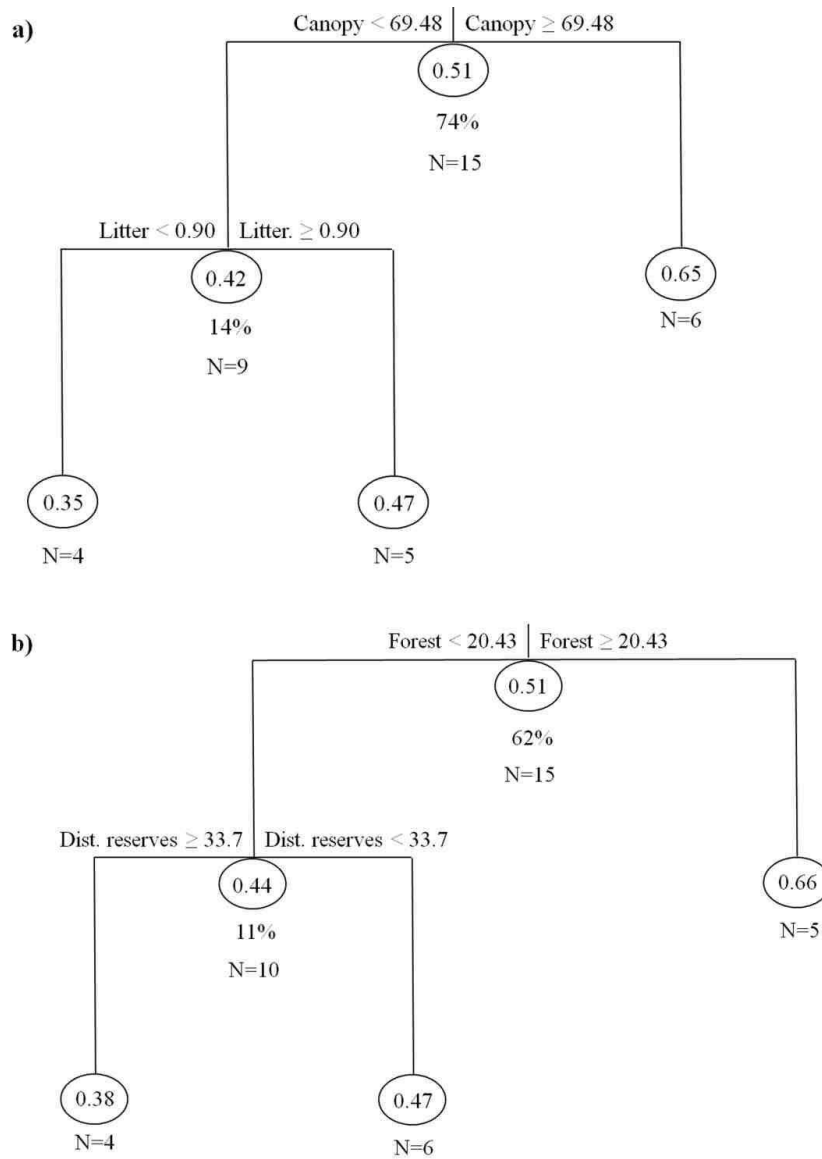 a)
Canopy < 69.48 Canopy ≥ 69.48
0.51
74%
N=15
Litter < 0.90 Litter. ≥ 0.90
0.42
0.65
14%
N=6
N=9
0.35 0.47
N=4 N=5
b)
Forest < 20.43 Forest ≥ 20.43
0.51
62%
N=15
Dist. reserves ≥ 33.7 Dist. reserves < 33.7
0.44 0.66
11% N=5
N=10
0.38 0.47
N=4 N=6